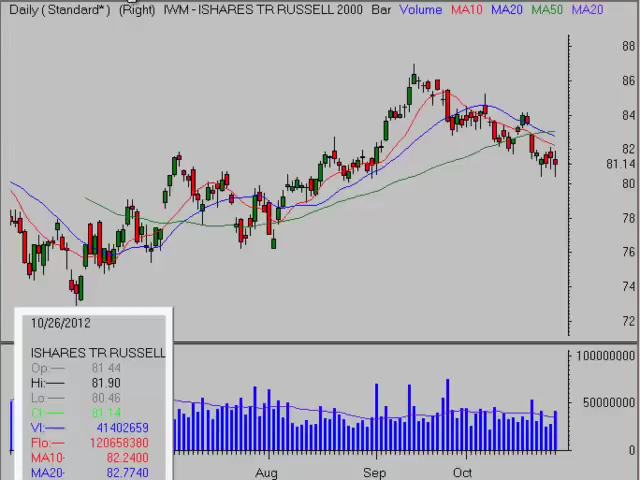 Daily ( Standard* ) (Right) IWM - ISHARES TR RUSSELL 2000 Bar Volume MA10 MA20 MA50 MA20
88
86
84
82
81.14
80
78
76
74
72
10/26/2012
ISHARES TR RUSSELL
Op: 81.44
Hi: 81.90
Lo: 80.46
Cl: 81.14
Vl: 41402659
Flo: 120658380
MA10- 82.2400
MA20- 82.7740
100000000
50000000
0
Aug Sep Oct